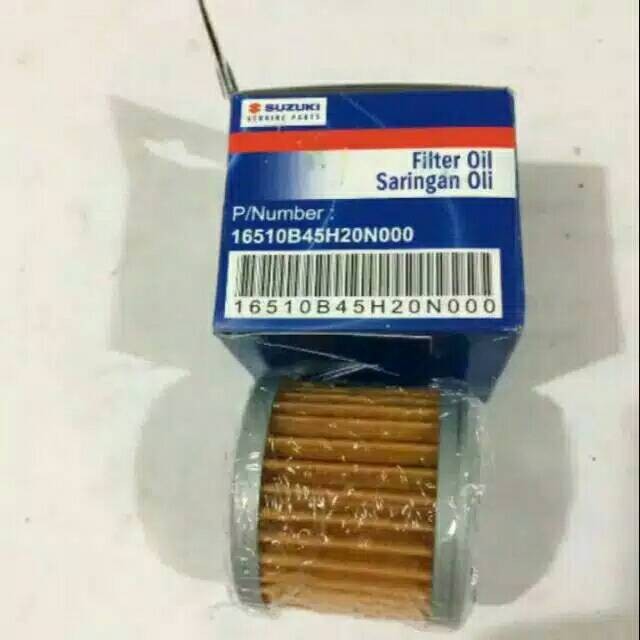 SUZUKI
GENUINE PARTS
Filter Oil
Saringan Oli
P/Number :
16510B45H20N000
16510B45H20N000